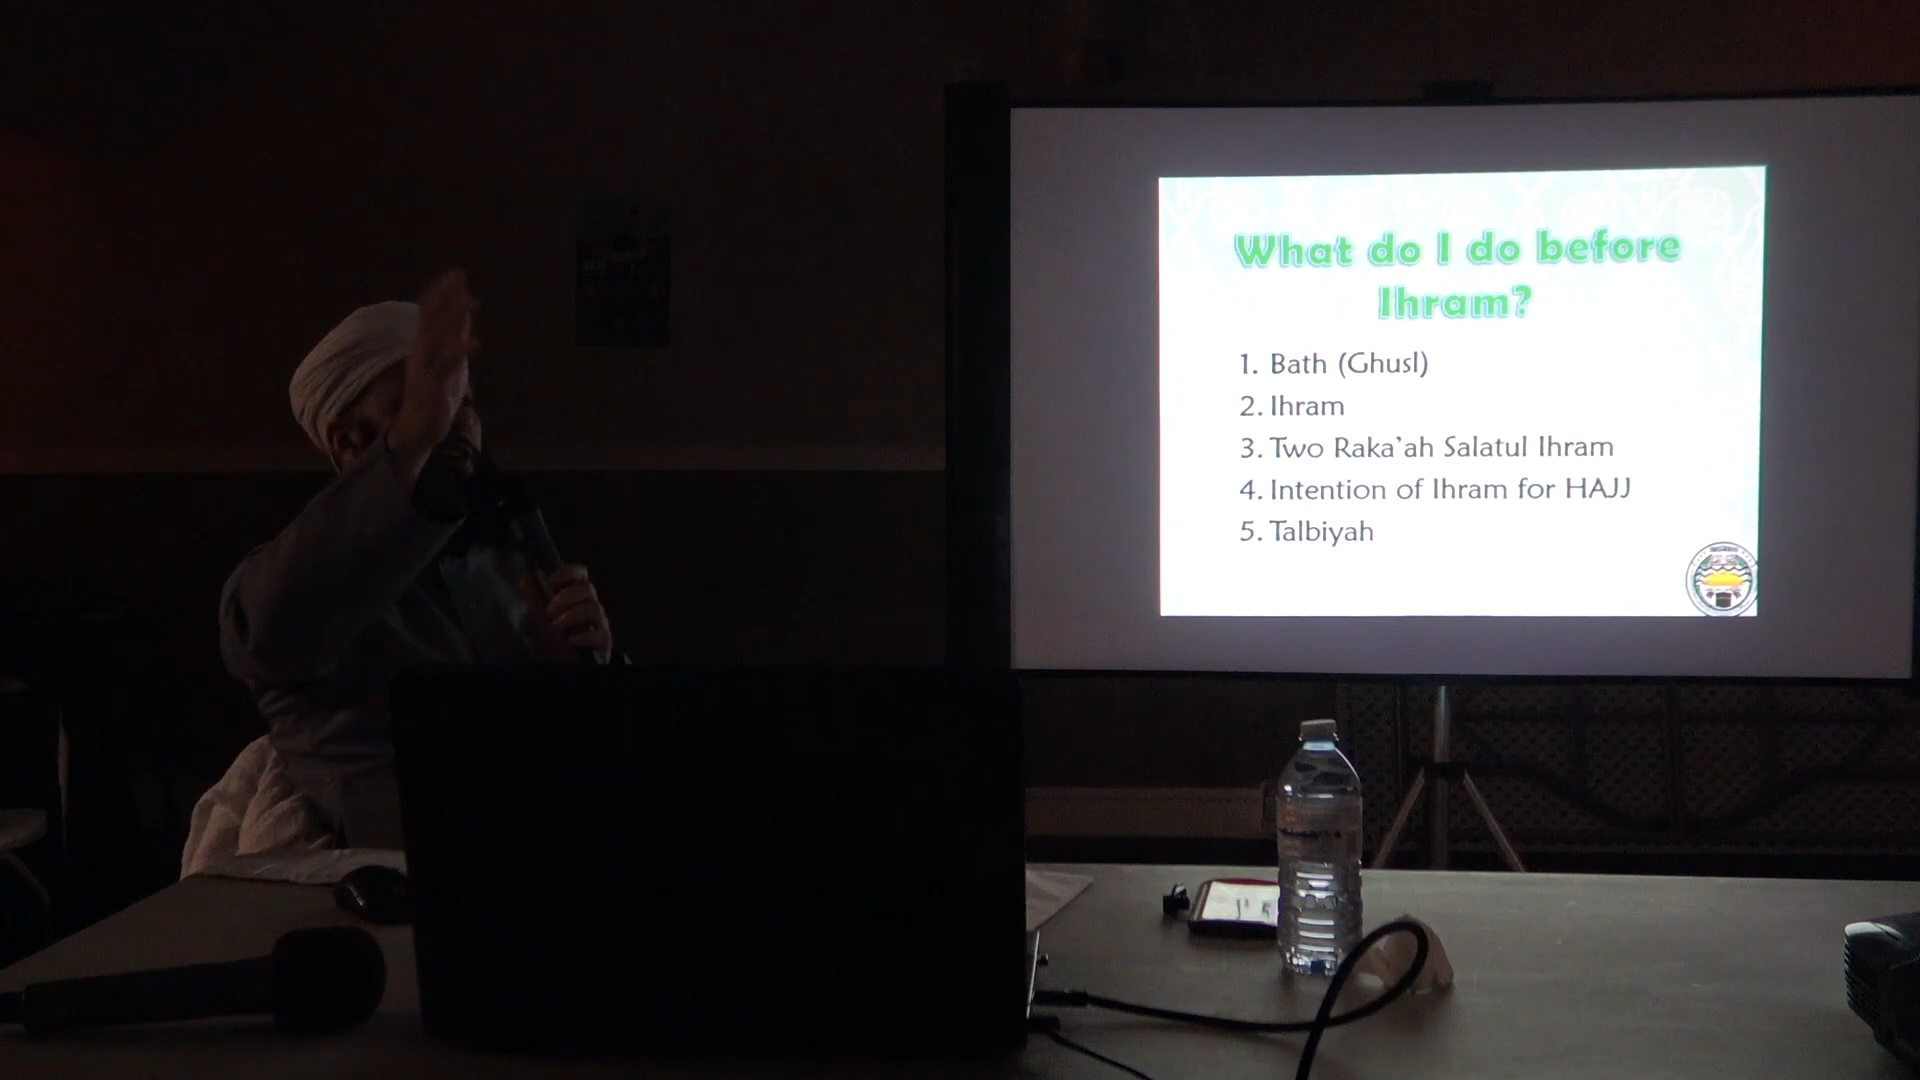 What do I do before
Ihram?
1. Bath (Ghusl)
2. Ihram
3. Two Raka'ah Salatul Ihram
4. Intention of Ihram for HAJJ
5. Talbiyah